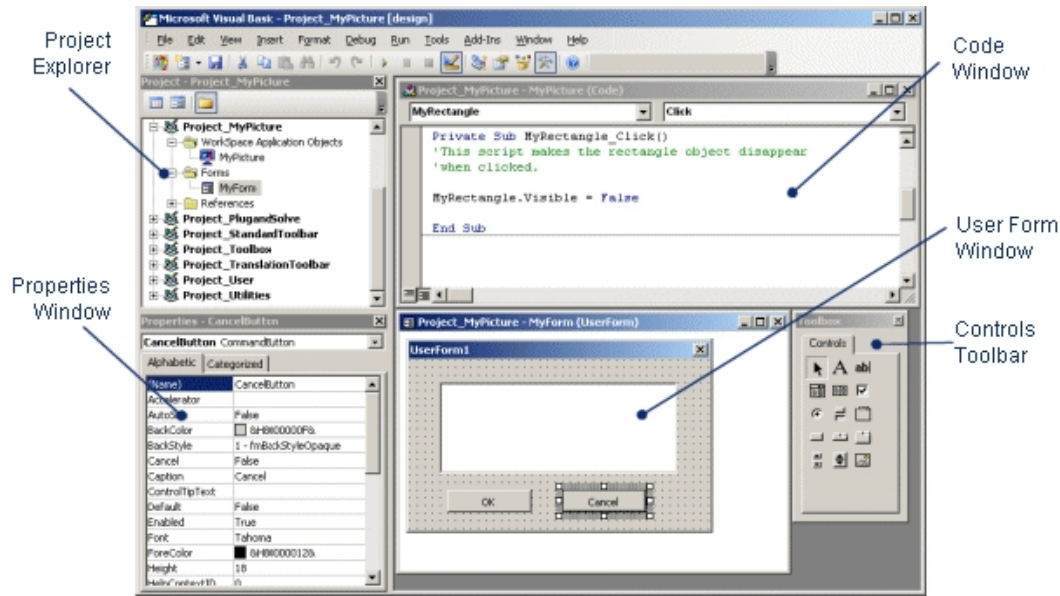 Microsoft Visual Basic - Project_MyPicture [design]
File Edit View Insert Format Debug Run Tools Add-Ins Window Help
Project
Explorer
Code
Window
Project - Project_MyPicture
Project_MyPicture
WorkSpace Application Objects
MyPicture
Forms
MyForm
References
Project_PlugandSolve
Project_StandardToolbar
Project_Toolbox
Project_TranslationToolbar
Project_User
Project_Utilities
Project_MyPicture - MyPicture (Code)
MyRectangle
Click
Private Sub MyRectangle_Click()
'This script makes the rectangle object disappear
'when clicked.
MyRectangle.Visible = False
End Sub
User Form
Window
Properties
Window
Properties - CancelButton
CancelButton CommandButton
Alphabetic Categorized
(Name) CancelButton
Accelerator
AutoSize False
BackColor &H8000000F&
BackStyle 1 - fmBackStyleOpaque
Cancel False
Caption Cancel
ControlTipText
Default False
Enabled True
Font Tahoma
ForeColor &H80000012&
Height 18
HelpContextID 0
Project_MyPicture - MyForm (UserForm)
UserForm1
OK
Cancel
Toolbox
Controls
A
ab
Controls
Toolbar